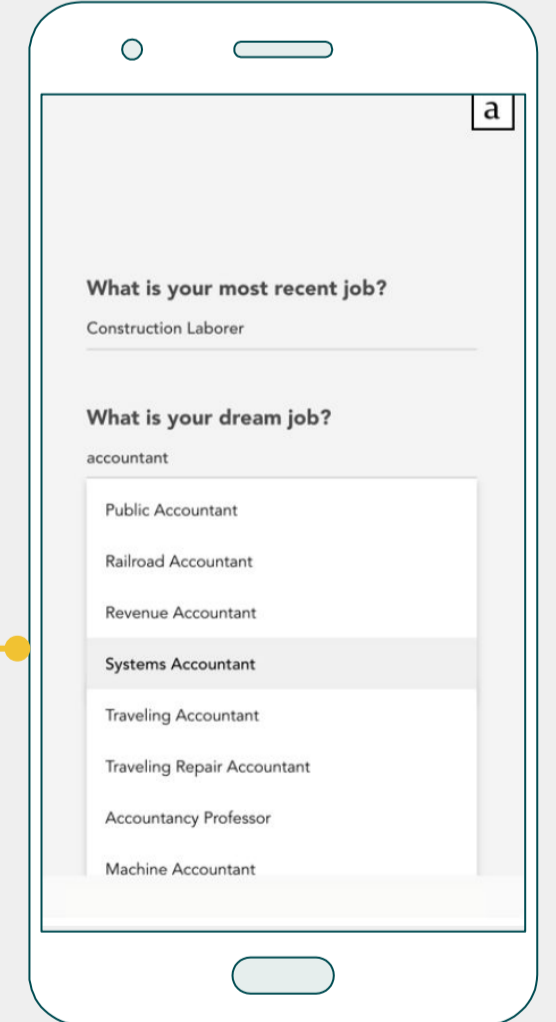 a
What is your most recent job?
Construction Laborer
What is your dream job?
accountant
Public Accountant
Railroad Accountant
Revenue Accountant
Systems Accountant
Traveling Accountant
Traveling Repair Accountant
Accountancy Professor
Machine Accountant